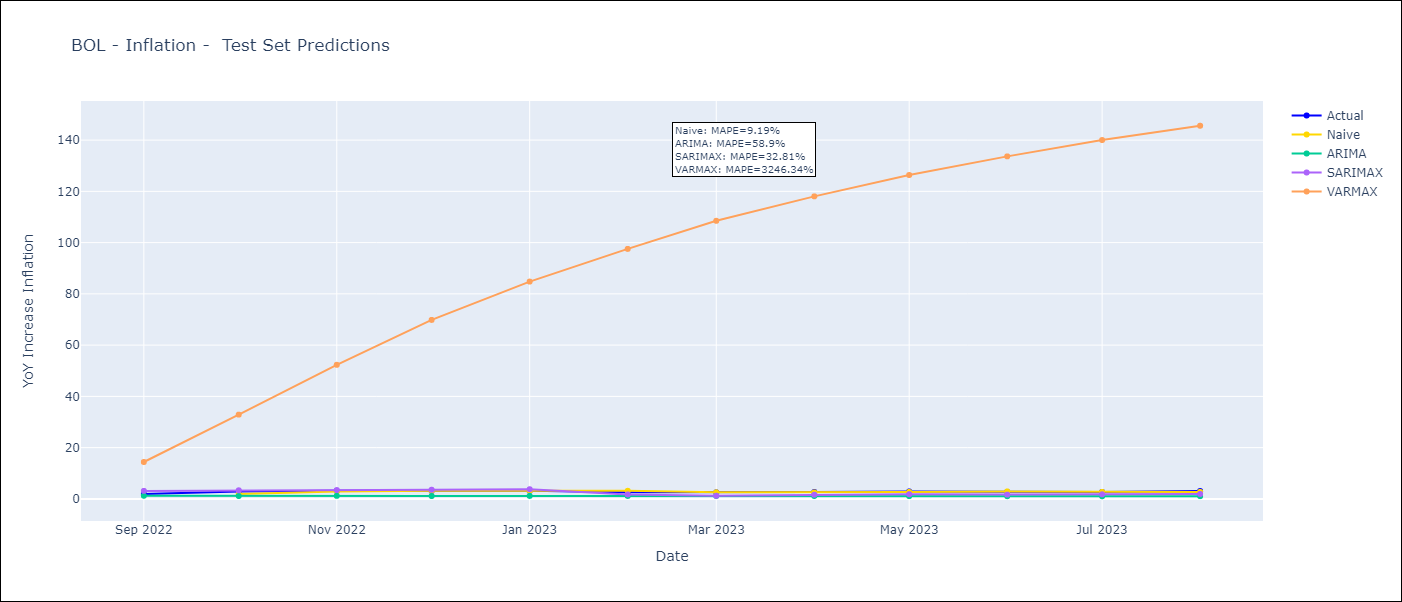 BOL - Inflation -  Test Set Predictions
Naive: MAPE=9.19%
ARIMA: MAPE=58.9%
SARIMAX: MAPE=32.81%
VARMAX: MAPE=3246.34%
Actual
Naive
ARIMA
SARIMAX
VARMAX
YoY Increase Inflation
140
120
100
80
60
40
20
0
Sep 2022
Nov 2022
Jan 2023
Mar 2023
May 2023
Jul 2023
Date